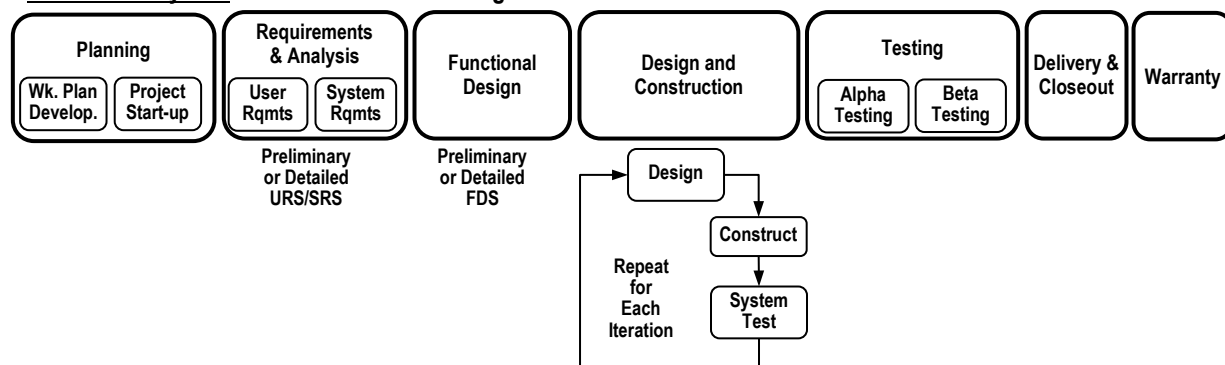 Planning
Wk. Plan
Develop.
Project
Start-up
Requirements
& Analysis
User
Rqmts
System
Rqmts
Preliminary
or Detailed
URS/SRS
Functional
Design
Preliminary
or Detailed
FDS
Design and
Construction
Design
Construct
System
Test
Repeat
for
Each
Iteration
Testing
Alpha
Testing
Beta
Testing
Delivery &
Closeout
Warranty